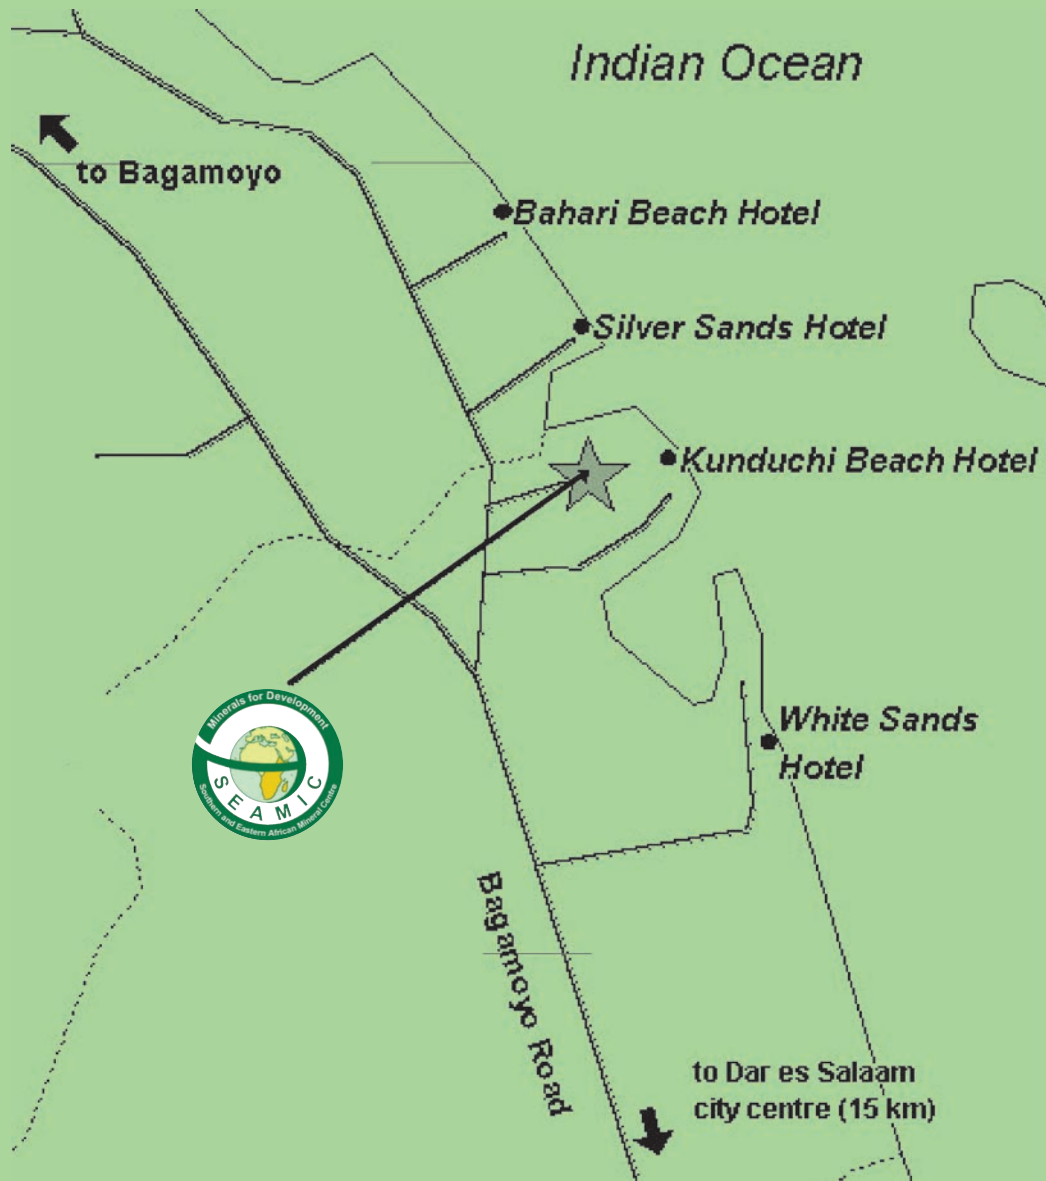 Indian Ocean
to Bagamoyo
Bahari Beach Hotel
Silver Sands Hotel
Kunduchi Beach Hotel
Minerals for Development
SEAMIC
Southern and Eastern African Mineral Centre
White Sands
Hotel
Bagamoyo Road
to Dar es Salaam
city centre (15 km)